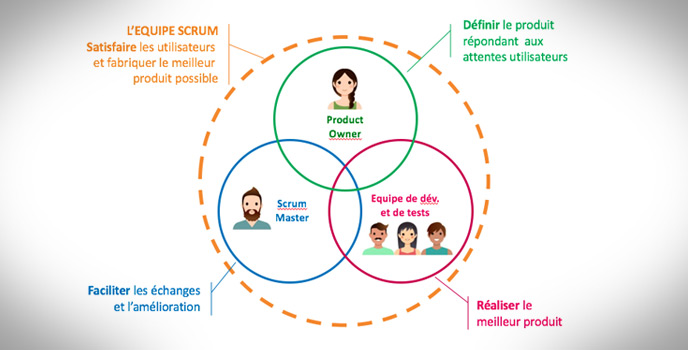 L'EQUIPE SCRUM
Satisfaire les utilisateurs
et fabriquer le meilleur
produit possible
Définir le produit
répondant aux
attentes utilisateurs
Product
Owner
Scrum
Master
Equipe de dév.
et de tests
Faciliter les échanges
et l'amélioration
Réaliser le
meilleur produit